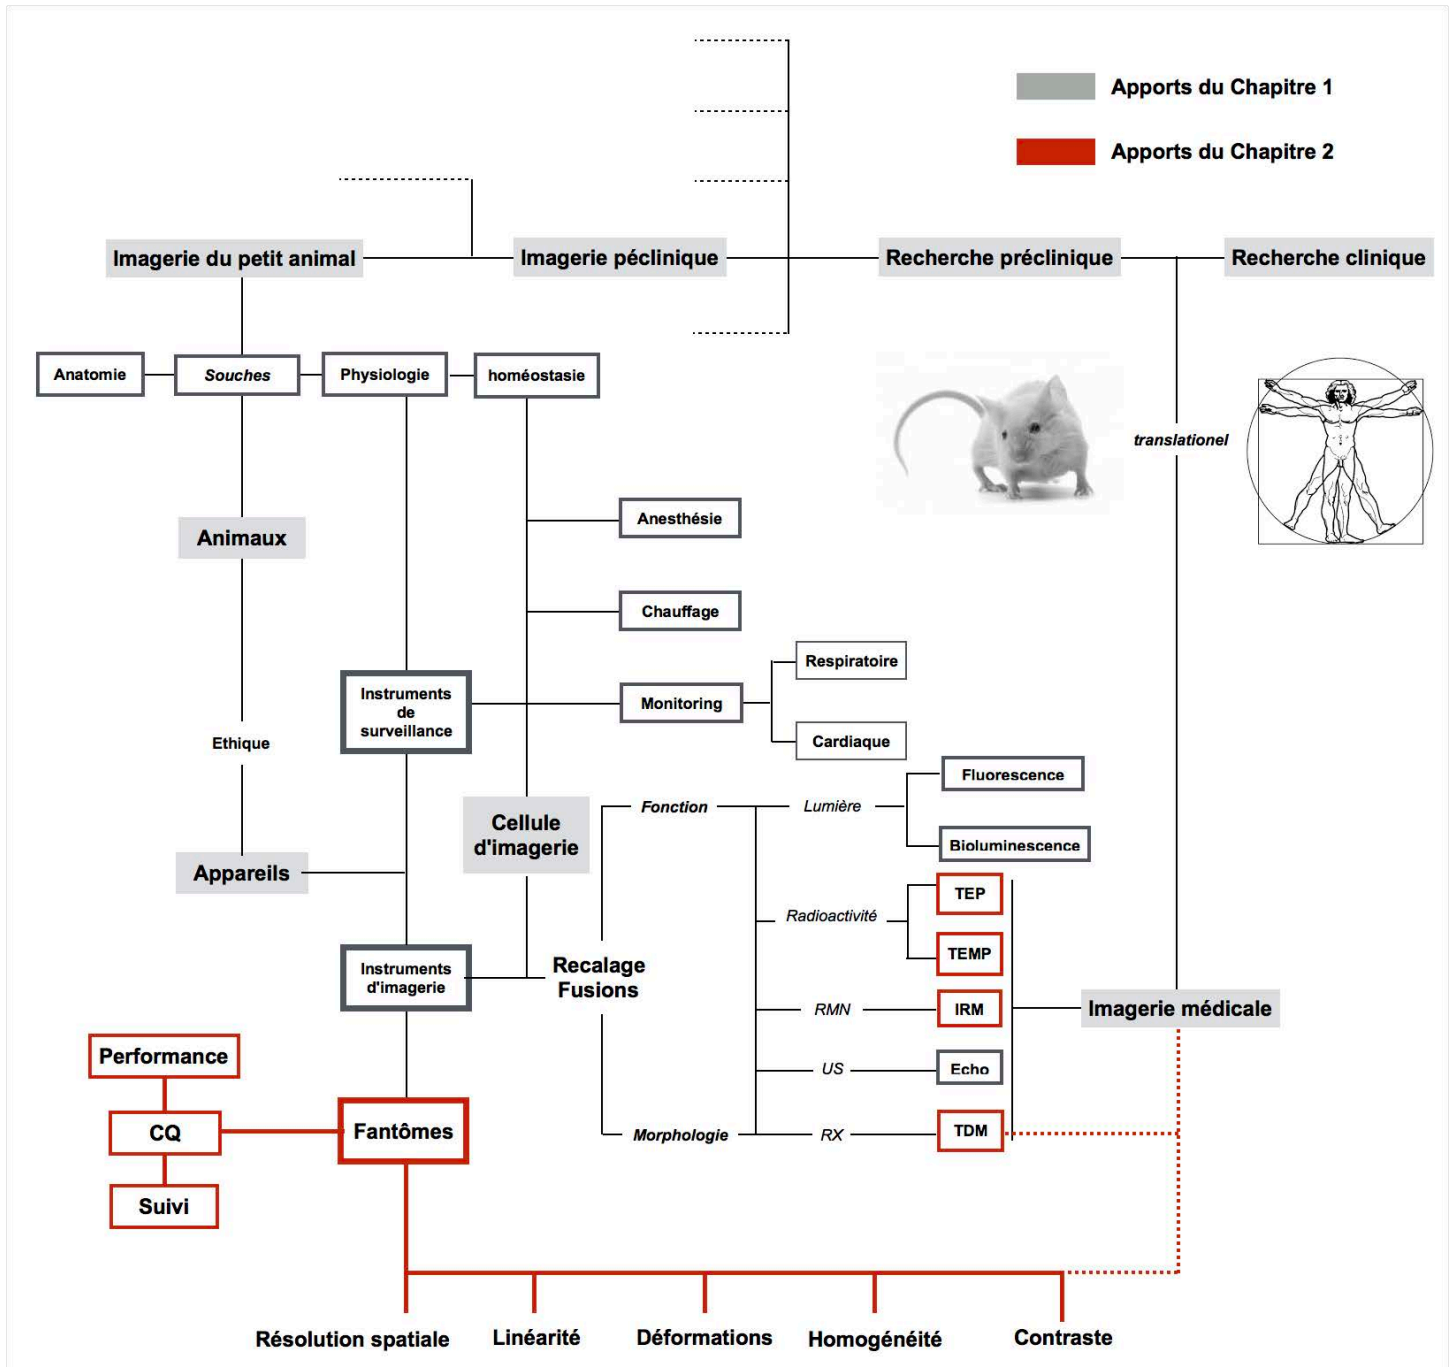 Apports du Chapitre 1
Apports du Chapitre 2
Imagerie du petit animal
Imagerie péclinique
Recherche préclinique
Recherche clinique
Anatomie
Souches
Physiologie
homéostasie
translationel
Anesthésie
Animaux
Chauffage
Respiratoire
Instruments
de
surveillance
Monitoring
Ethique
Cardiaque
Fluorescence
Fonction
Lumière
Cellule
d'imagerie
Bioluminescence
Appareils
TEP
Radioactivité
TEMP
Instruments
d'imagerie
Recalage
Fusions
RMN
IRM
Imagerie médicale
Performance
US
Echo
CQ
Fantômes
Morphologie
RX
TDM
Suivi
Résolution spatiale
Linéarité
Déformations
Homogénéité
Contraste